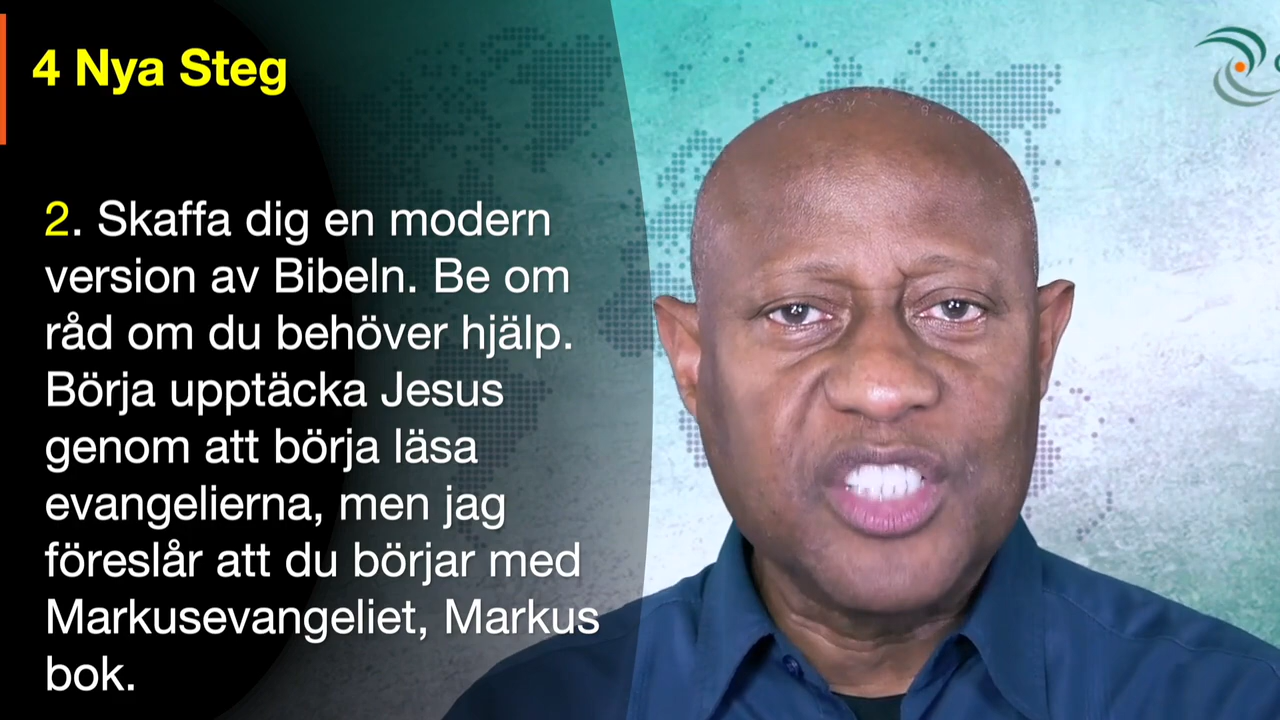 4 Nya Steg
2. Skaffa dig en modern
version av Bibeln. Be om
råd om du behöver hjälp.
Börja upptäcka Jesus
genom att börja läsa
evangelierna, men jag
föreslår att du börjar med
Markusevangeliet, Markus
bok.